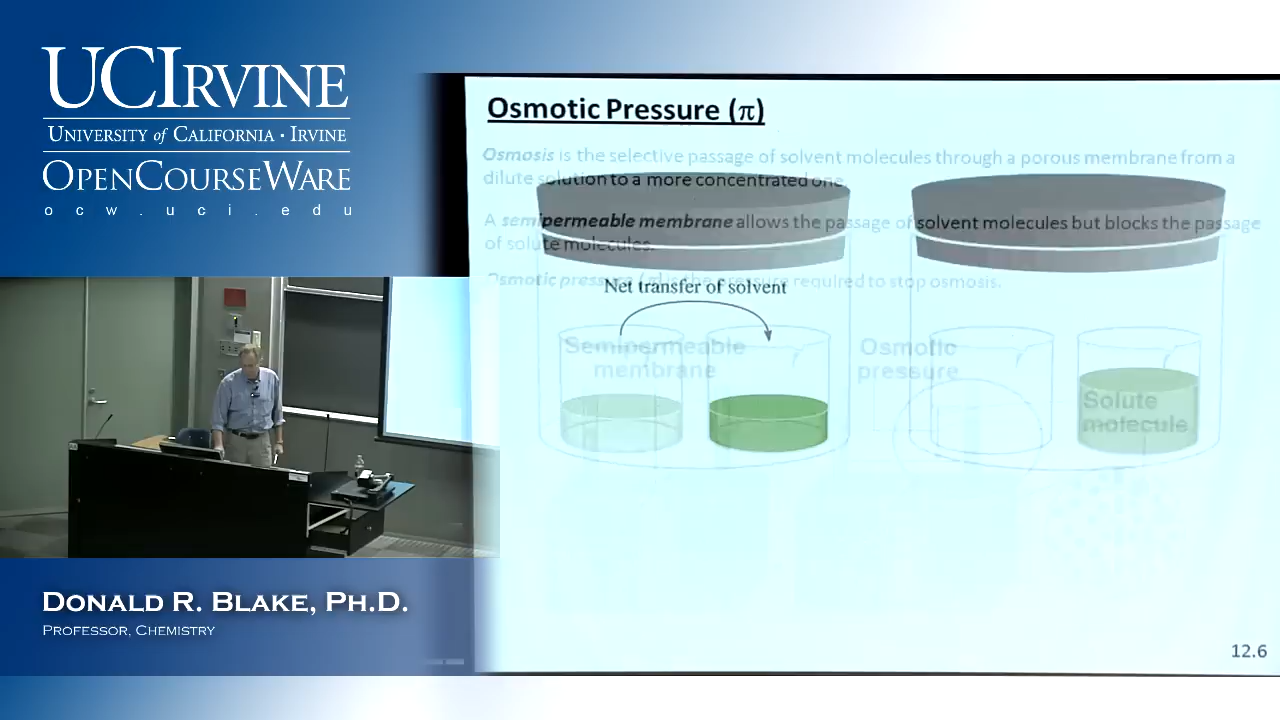 UCIRVINE
UNIVERSITY of CALIFORNIA · IRVINE
OPENCOURSEWARE
ocw.uci.edu
DONALD R. BLAKE, PH.D.
PROFESSOR, CHEMISTRY
Osmotic Pressure (π)
Osmosis is the selective passage of solvent molecules through a porous membrane from a
dilute solution to a more concentrated one.
A semipermeable membrane allows the passage of solvent molecules but blocks the passage
of solute molecules.
Osmotic pressure (π) is the pressure required to stop osmosis.
Net transfer of solvent
Semipermeable
membrane
Osmotic
pressure
Solute
molecule
12.6